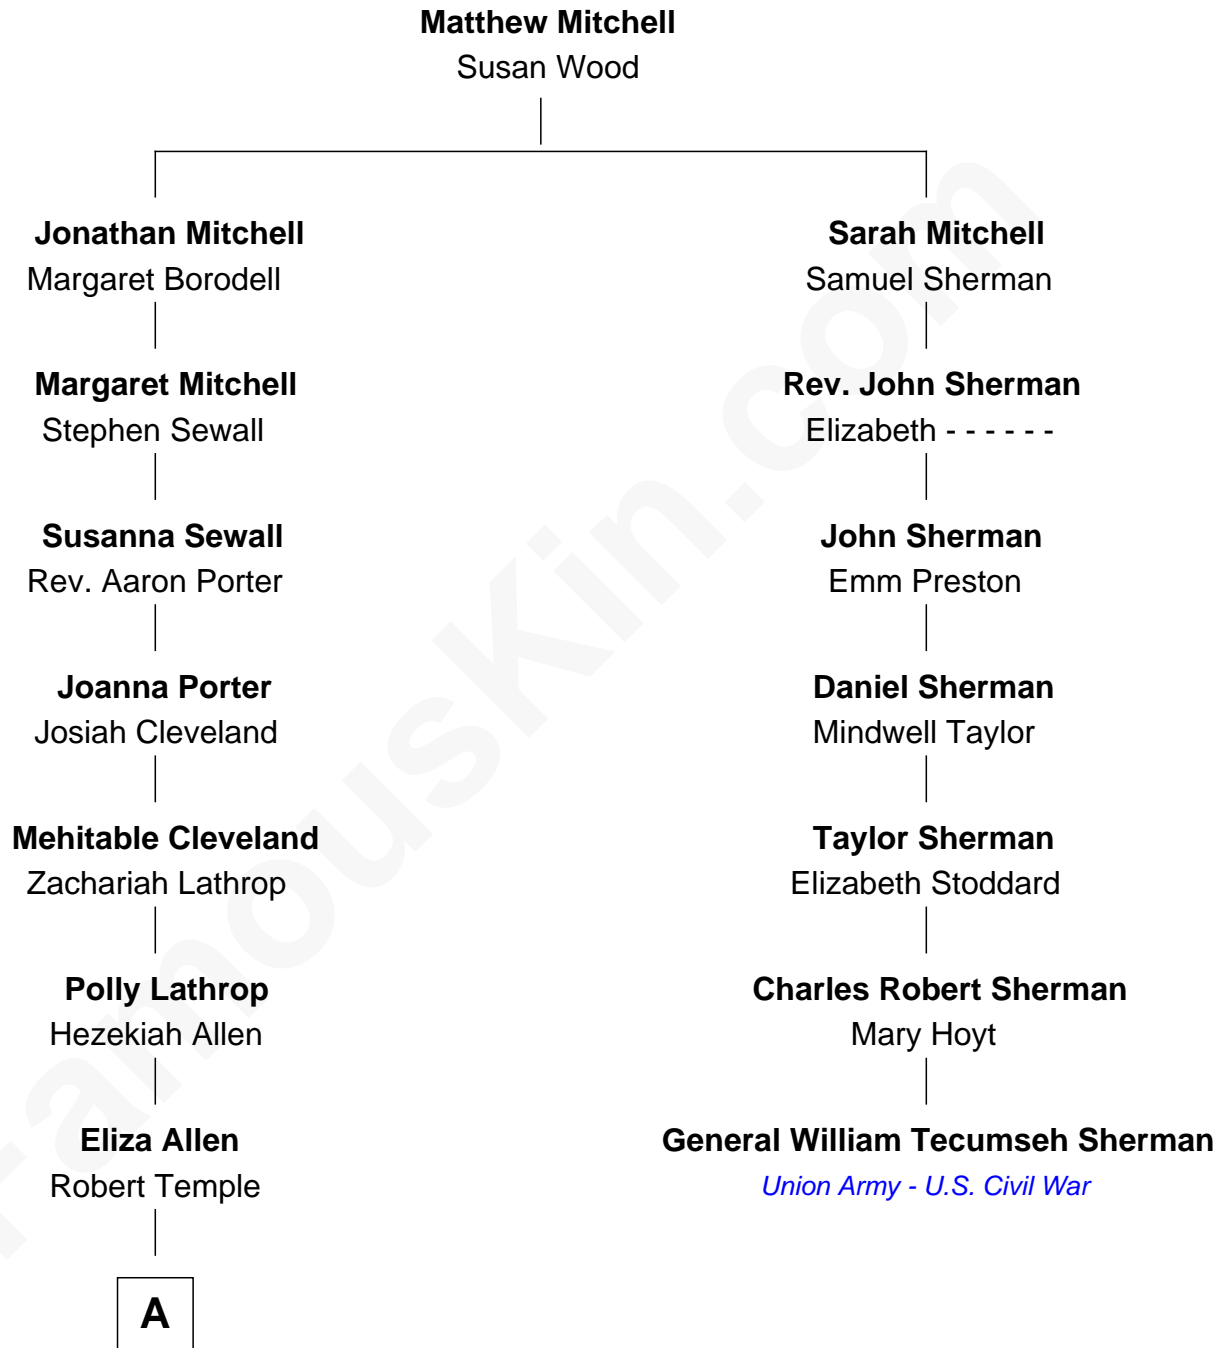 Matthew Mitchell
Susan Wood
Jonathan Mitchell
Margaret Borodell
Sarah Mitchell
Samuel Sherman
Margaret Mitchell
Stephen Sewall
Rev. John Sherman
Elizabeth - - - - - -
Susanna Sewall
Rev. Aaron Porter
John Sherman
Emm Preston
Joanna Porter
Josiah Cleveland
Daniel Sherman
Mindwell Taylor
Mehitable Cleveland
Zachariah Lathrop
Taylor Sherman
Elizabeth Stoddard
Polly Lathrop
Hezekiah Allen
Charles Robert Sherman
Mary Hoyt
Eliza Allen
Robert Temple
General William Tecumseh Sherman
Union Army - U.S. Civil War
A
FamousKin.com